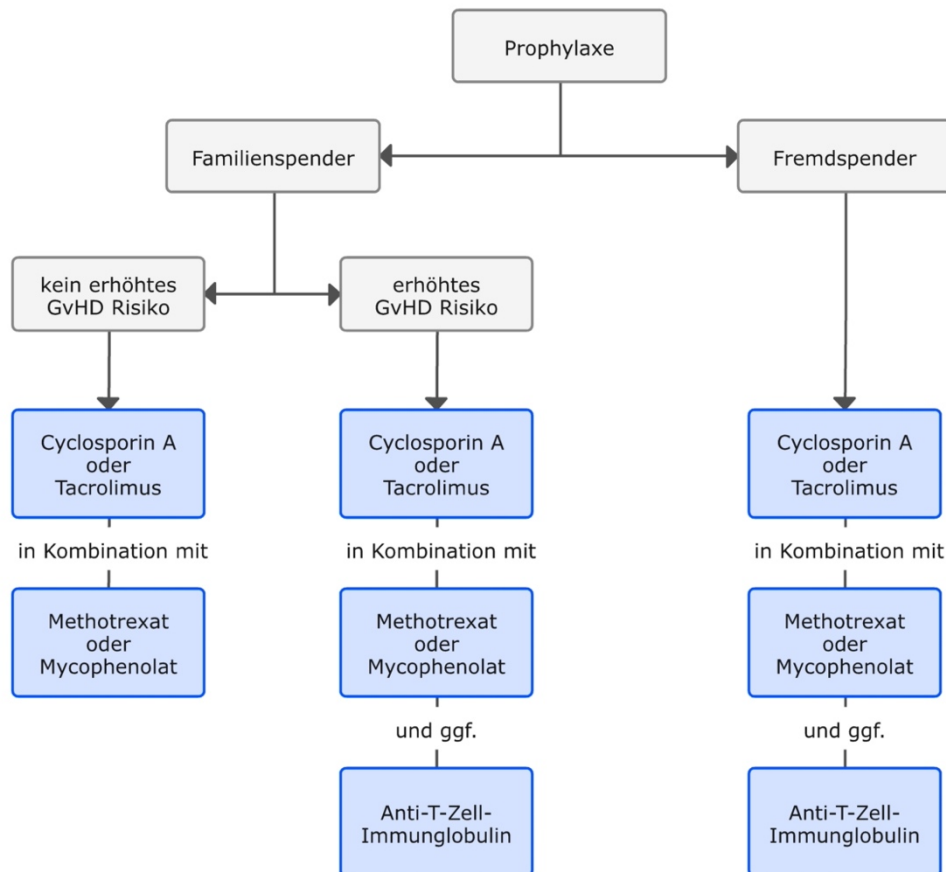 Prophylaxe
Familienspender
Fremdspender
kein erhöhtes
GvHD Risiko
erhöhtes
GvHD Risiko
Cyclosporin A
oder
Tacrolimus
in Kombination mit
Methotrexat
oder
Mycophenolat
Cyclosporin A
oder
Tacrolimus
in Kombination mit
Methotrexat
oder
Mycophenolat
und ggf.
Anti-T-Zell-
Immunglobulin
Cyclosporin A
oder
Tacrolimus
in Kombination mit
Methotrexat
oder
Mycophenolat
und ggf.
Anti-T-Zell-
Immunglobulin